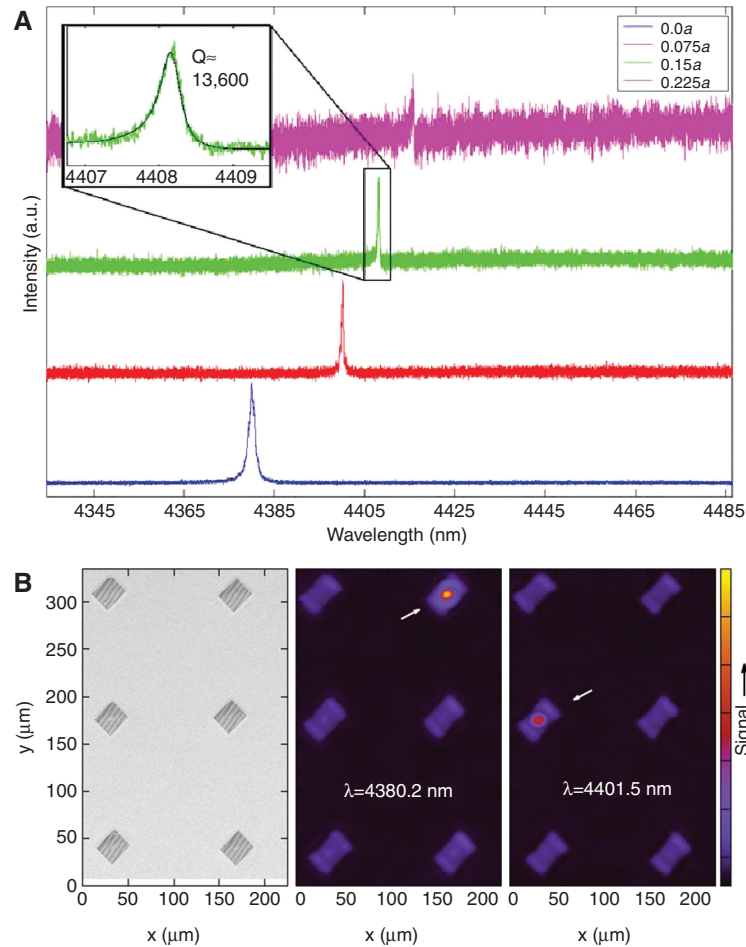 A
0.0a
0.075a
0.15a
0.225a
Q≈
13,600
4407 4408 4409
Intensity (a.u.)
4345 4365 4385 4405 4425 4445 4465 4485
Wavelength (nm)
B
300
250
200
150
100
50
0
y (μm)
λ=4380.2 nm
λ=4401.5 nm
Signal
0 50 100 150 200
0 50 100 150 200
0 50 100 150 200
x (μm)
x (μm)
x (μm)